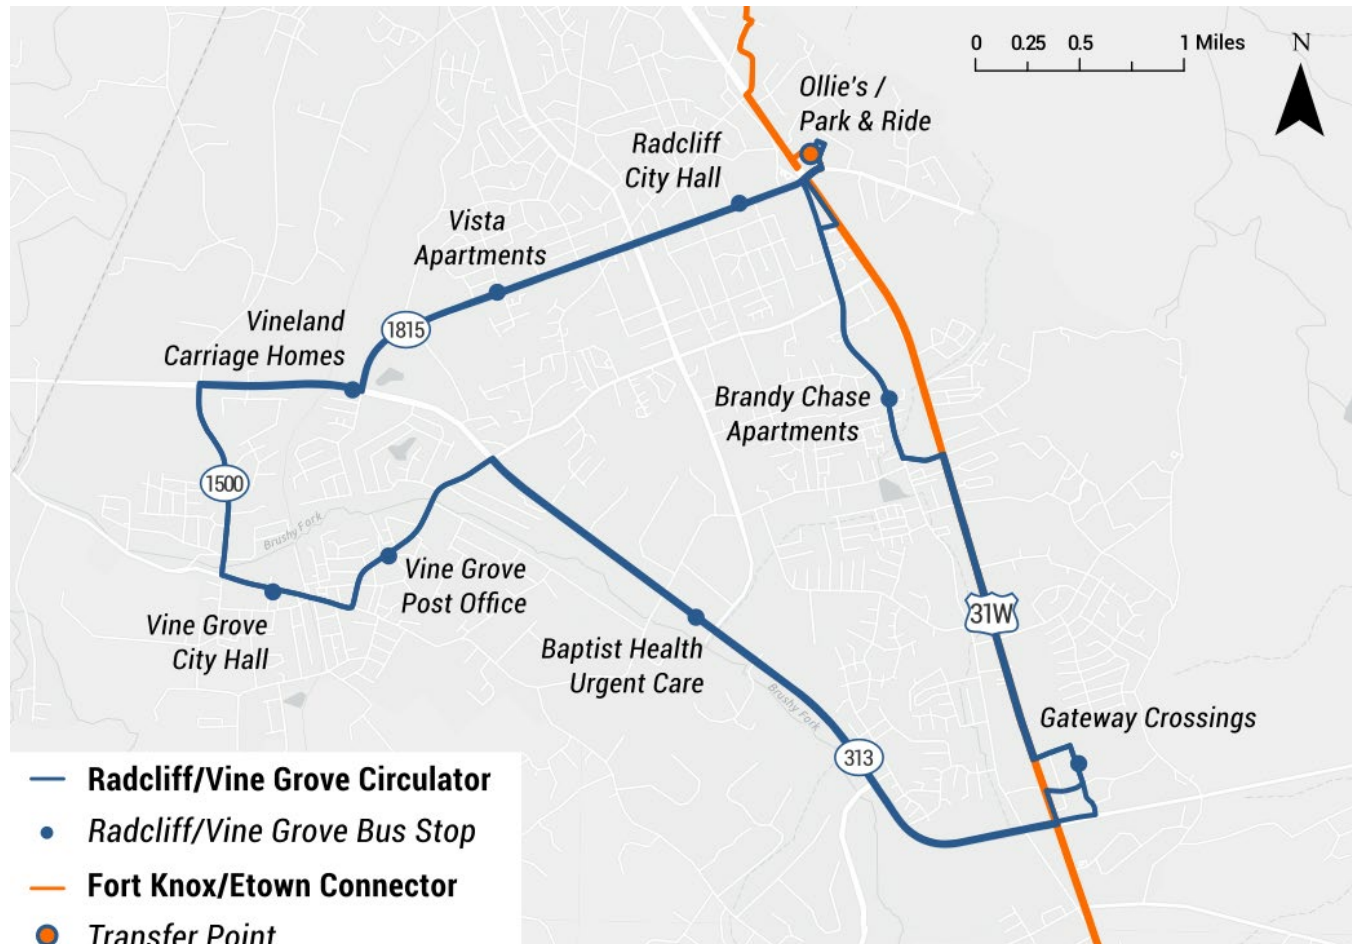 0 0.25 0.5 1 Miles
N
Ollie's /
Park & Ride
Radcliff
City Hall
Vista
Apartments
Vineland
Carriage Homes
1815
Brandy Chase
Apartments
1500
Brushy Fork
Vine Grove
Post Office
Vine Grove
City Hall
31W
Baptist Health
Urgent Care
Brushy Fork
Gateway Crossings
313
Radcliff/Vine Grove Circulator
Radcliff/Vine Grove Bus Stop
Fort Knox/Etown Connector
Transfer Point